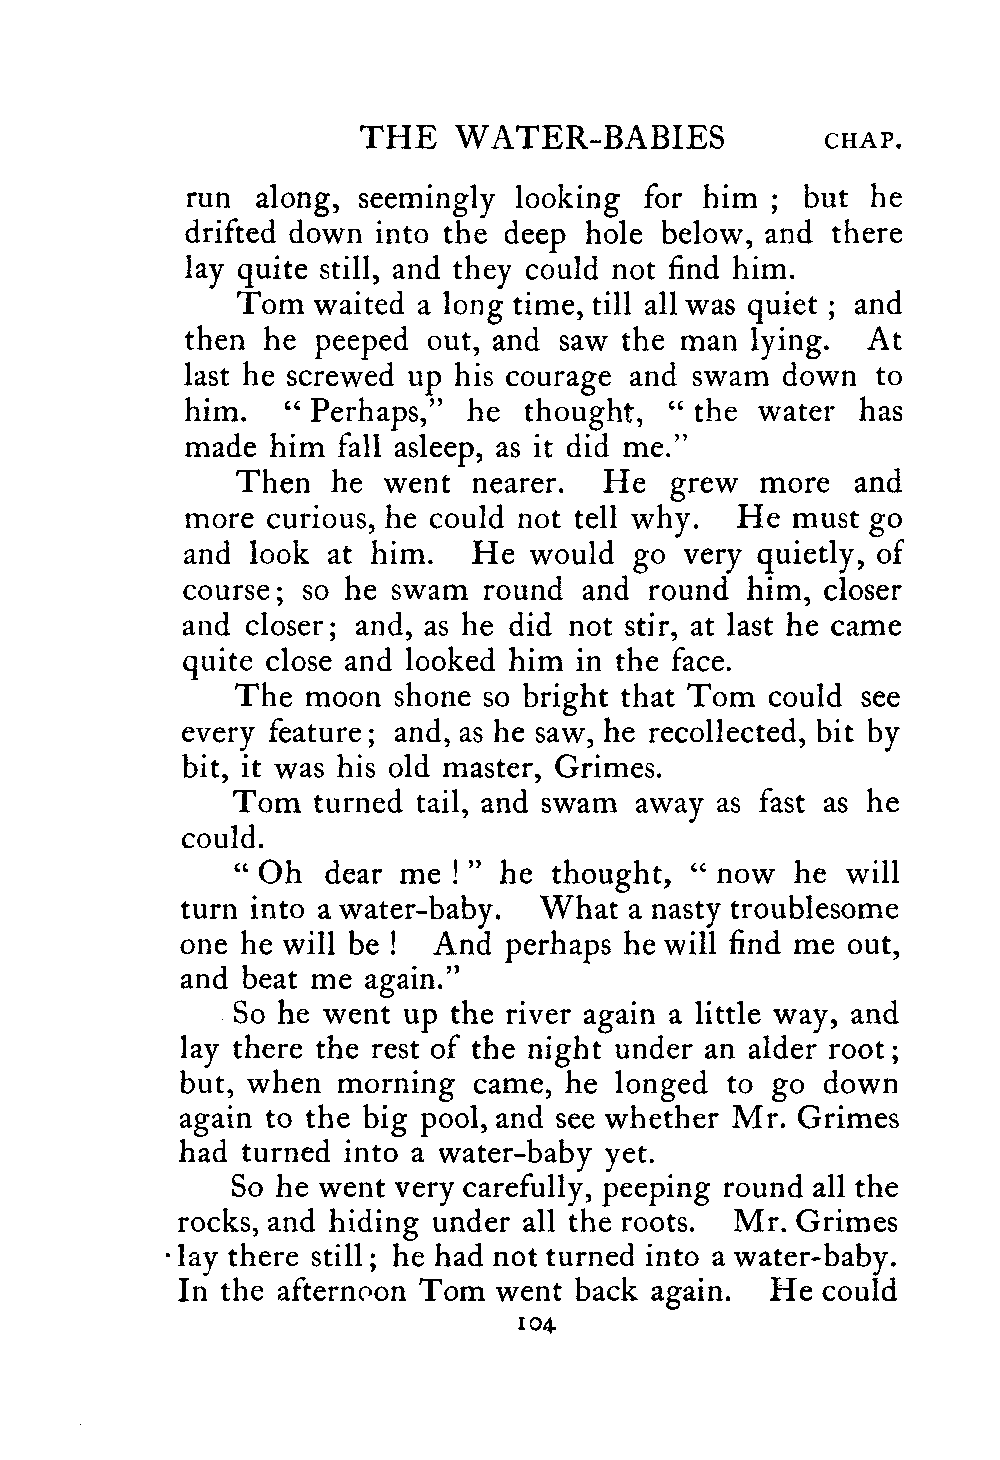 THE WATER-BABIES CHAP.
run along, seemingly looking for him ; but he
drifted down into the deep hole below, and there
lay quite still, and they could not find him.
Tom waited a long time, till all was quiet ; and
then he peeped out, and saw the man lying. At
last he screwed up his courage and swam down to
him. “ Perhaps,” he thought, “ the water has
made him fall asleep, as it did me.”
Then he went nearer. He grew more and
more curious, he could not tell why. He must go
and look at him. He would go very quietly, of
course; so he swam round and round him, closer
and closer; and, as he did not stir, at last he came
quite close and looked him in the face.
The moon shone so bright that Tom could see
every feature; and, as he saw, he recollected, bit by
bit, it was his old master, Grimes.
Tom turned tail, and swam away as fast as he
could.
“ Oh dear me ! ” he thought, “ now he will
turn into a water-baby. What a nasty troublesome
one he will be ! And perhaps he will find me out,
and beat me again.”
So he went up the river again a little way, and
lay there the rest of the night under an alder root;
but, when morning came, he longed to go down
again to the big pool, and see whether Mr. Grimes
had turned into a water-baby yet.
So he went very carefully, peeping round all the
rocks, and hiding under all the roots. Mr. Grimes
lay there still; he had not turned into a water-baby.
In the afternoon Tom went back again. He could
104